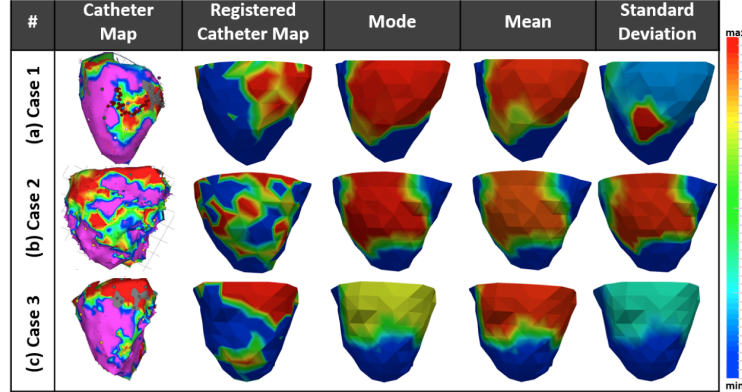 #
Catheter
Map
Registered
Catheter Map
Mode
Mean
Standard
Deviation
max
(a) Case 1
(b) Case 2
(c) Case 3
min